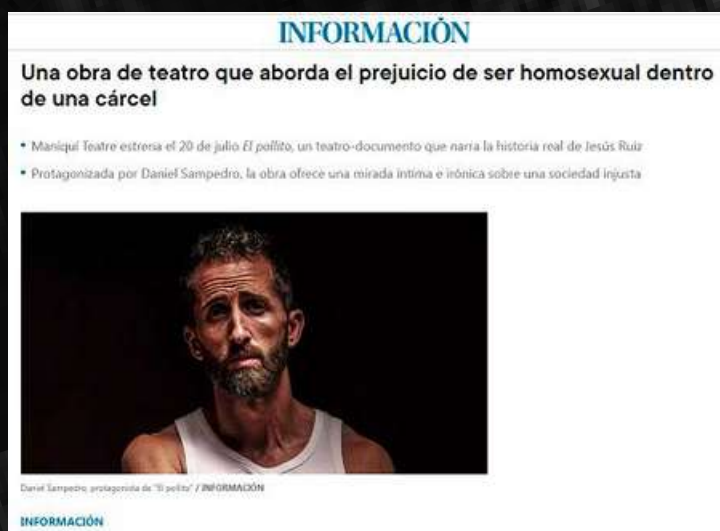 INFORMACIÓN
Una obra de teatro que aborda el prejuicio de ser homosexual dentro
de una cárcel
• Maniquí Teatre estrena el 20 de julio El pollito, un teatro-documento que narra la historia real de Jesús Ruiz
• Protagonizada por Daniel Sampedro, la obra ofrece una mirada íntima e irónica sobre una sociedad injusta
Daniel Sampedro, protagonista de "El pollito" / INFORMACIÓN
INFORMACIÓN